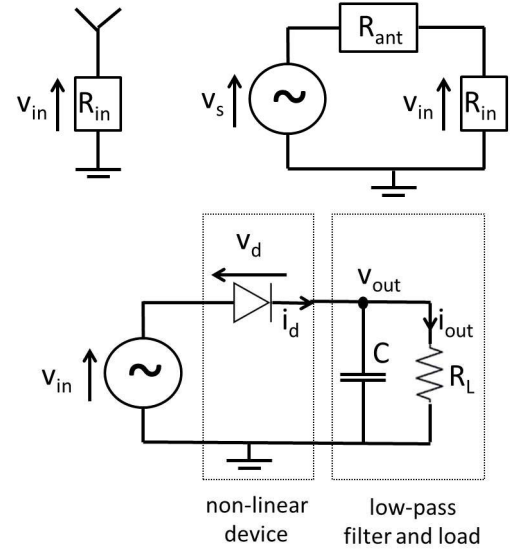 R_ant
v_in R_in
v_s
v_in R_in
v_d
v_out
i_d
i_out
C
R_L
v_in
non-linear device
low-pass filter and load